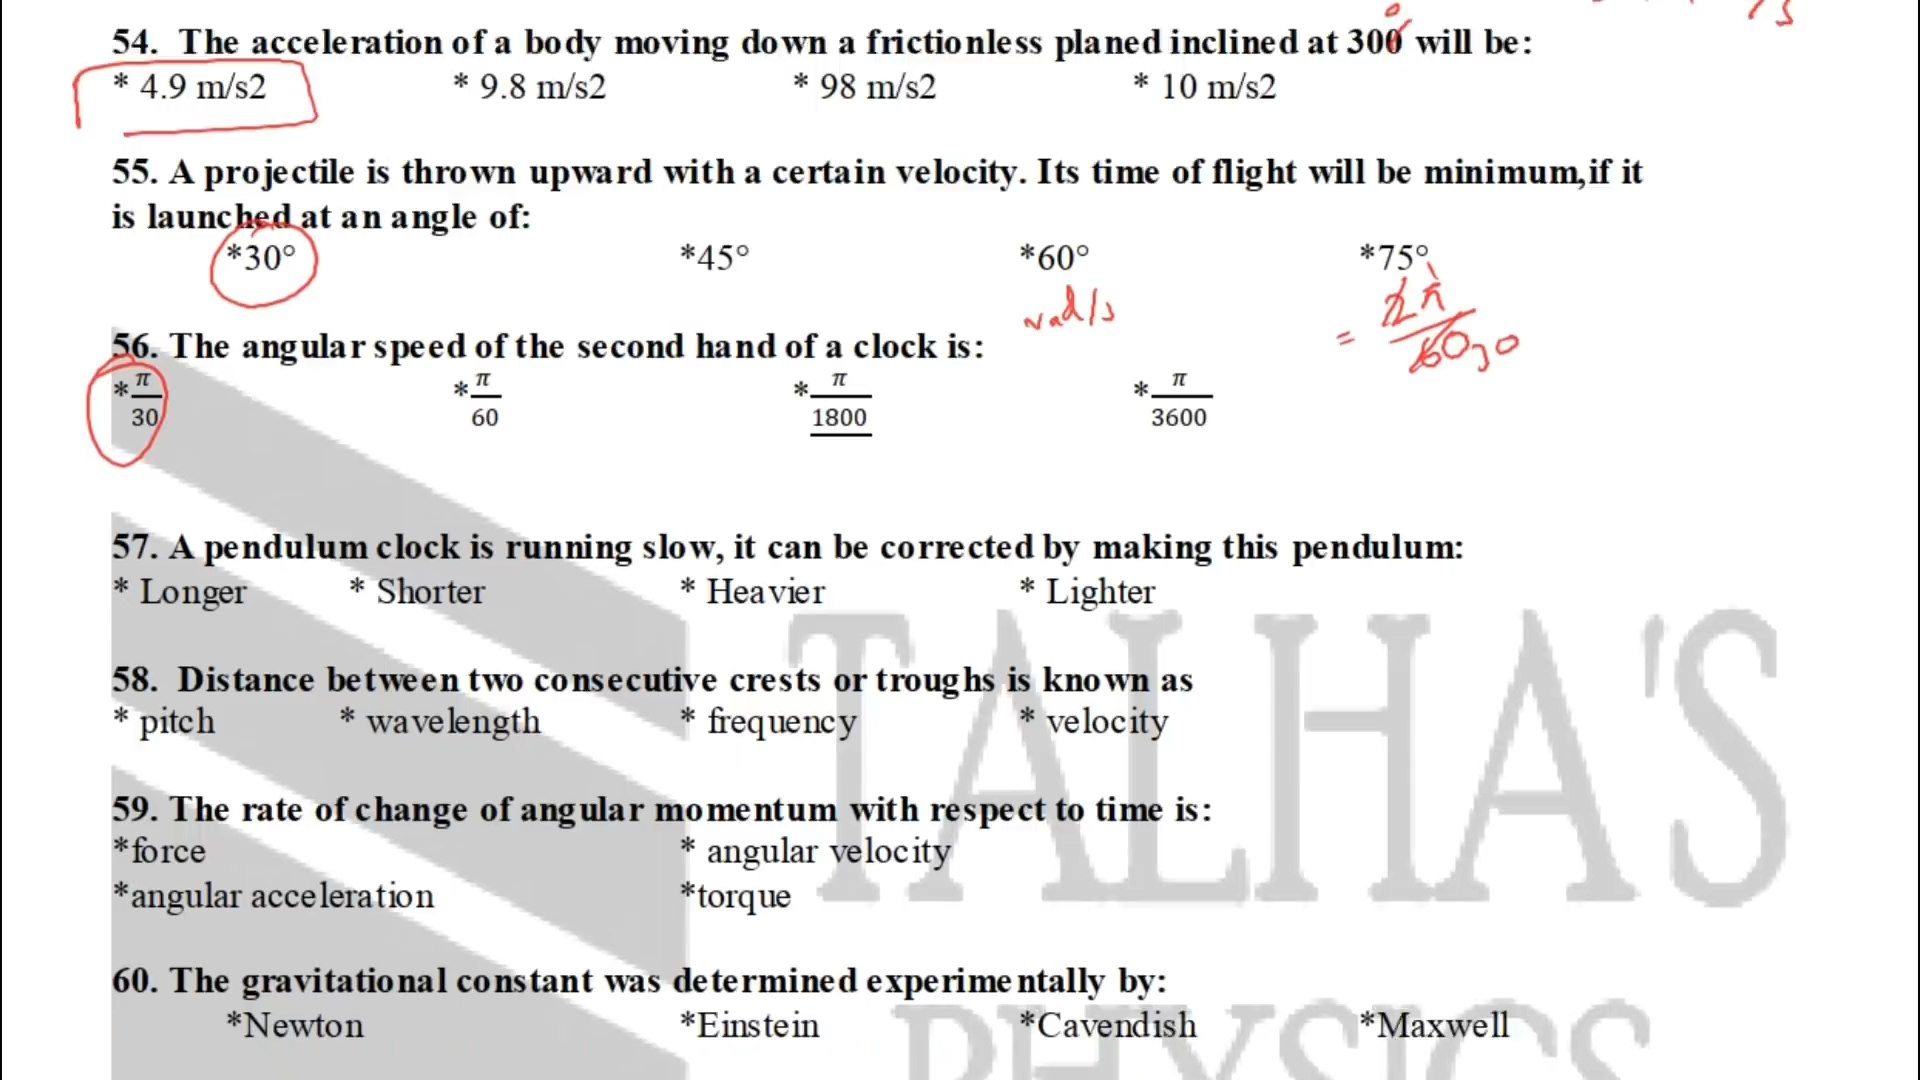 54. The acceleration of a body moving down a frictionless planed inclined at 300 will be:
* 4.9 m/s2 * 9.8 m/s2 * 98 m/s2 * 10 m/s2
55. A projectile is thrown upward with a certain velocity. Its time of flight will be minimum,if it
is launched at an angle of:
*30° *45° *60° *75°
rad/s
= 2π/60 30
56. The angular speed of the second hand of a clock is:
*π/30 *π/60 *π/1800 *π/3600
57. A pendulum clock is running slow, it can be corrected by making this pendulum:
* Longer * Shorter * Heavier * Lighter
58. Distance between two consecutive crests or troughs is known as
* pitch * wavelength * frequency * velocity
59. The rate of change of angular momentum with respect to time is:
*force * angular velocity
*angular acceleration *torque
60. The gravitational constant was determined experimentally by:
*Newton *Einstein *Cavendish *Maxwell
TALHA'S
PHYSICS